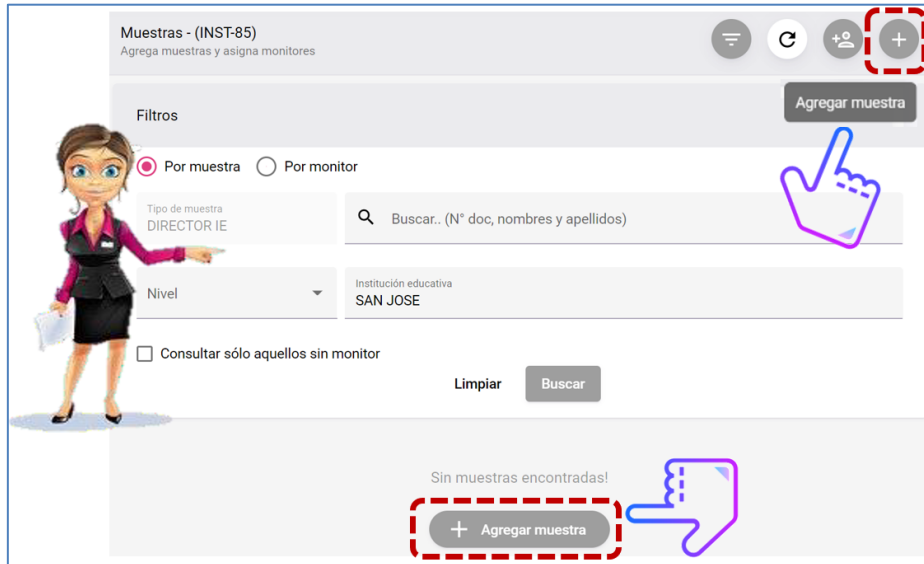 Muestras - (INST-85)
Agrega muestras y asigna monitores
Agregar muestra
Filtros
Por muestra Por monitor
Tipo de muestra
DIRECTOR IE
Buscar.. (N° doc, nombres y apellidos)
Nivel
Institución educativa
SAN JOSE
Consultar sólo aquellos sin monitor
Limpiar Buscar
Sin muestras encontradas!
+ Agregar muestra